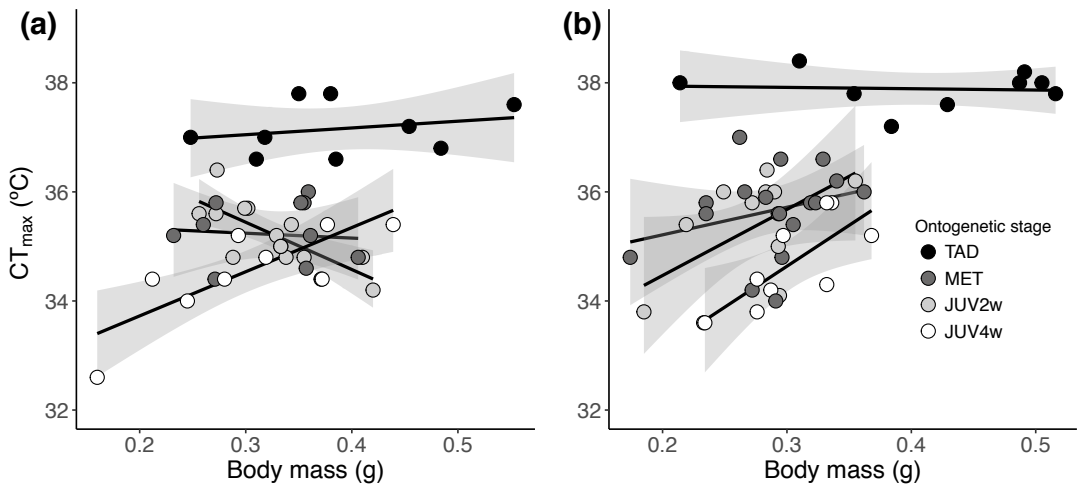 (a)
(b)
CTmax (ºC)
38
36
34
32
0.2 0.3 0.4 0.5
Body mass (g)
38
36
34
32
0.2 0.3 0.4 0.5
Body mass (g)
Ontogenetic stage
TAD
MET
JUV2w
JUV4w